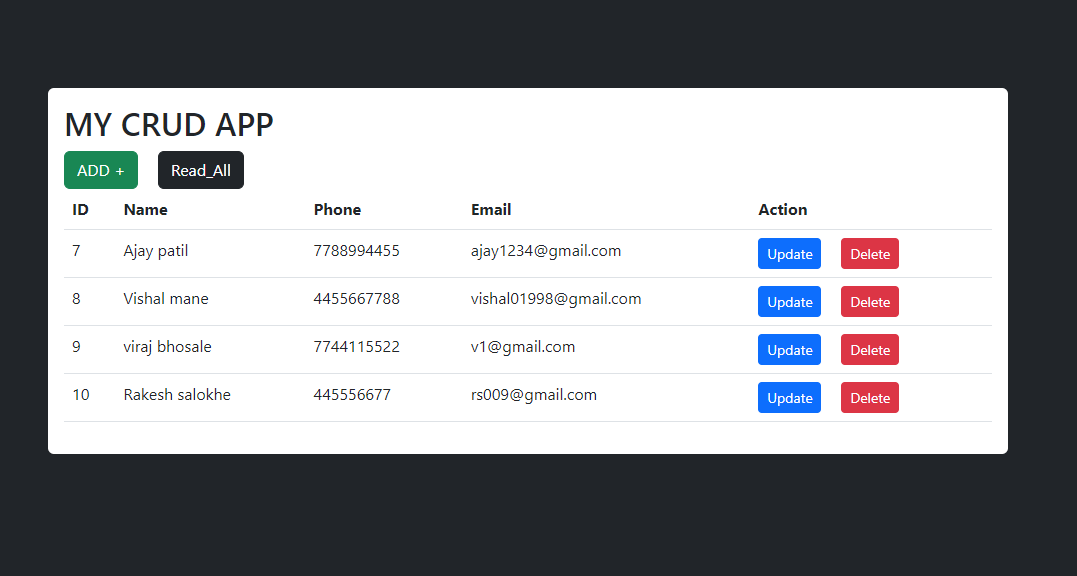 MY CRUD APP
ADD + Read_All
ID Name Phone Email Action
7 Ajay patil 7788994455 ajay1234@gmail.com Update Delete
8 Vishal mane 4455667788 vishal01998@gmail.com Update Delete
9 viraj bhosale 7744115522 v1@gmail.com Update Delete
10 Rakesh salokhe 445556677 rs009@gmail.com Update Delete